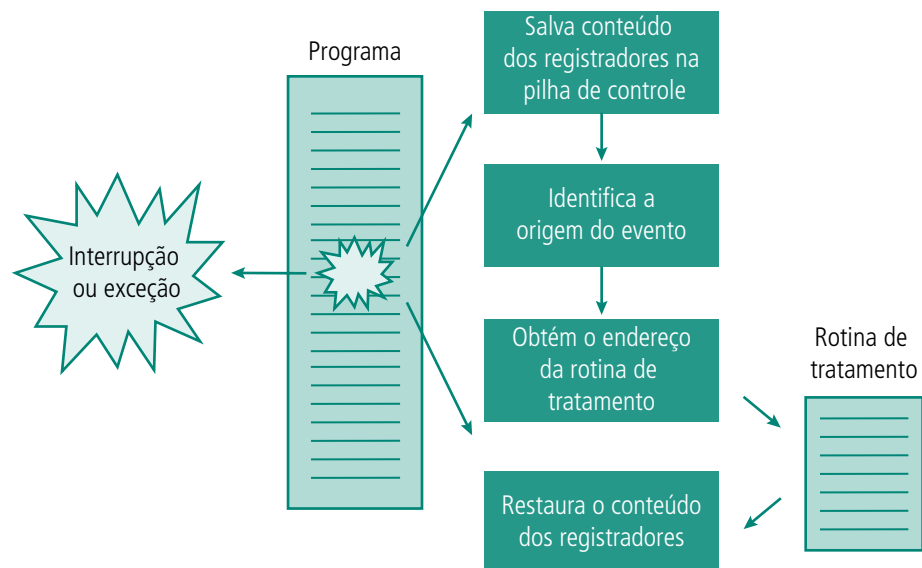 Programa
Interrupção
ou exceção
Salva conteúdo
dos registradores na
pilha de controle
Identifica a
origem do evento
Obtém o endereço
da rotina de
tratamento
Rotina de
tratamento
Restaura o conteúdo
dos registradores